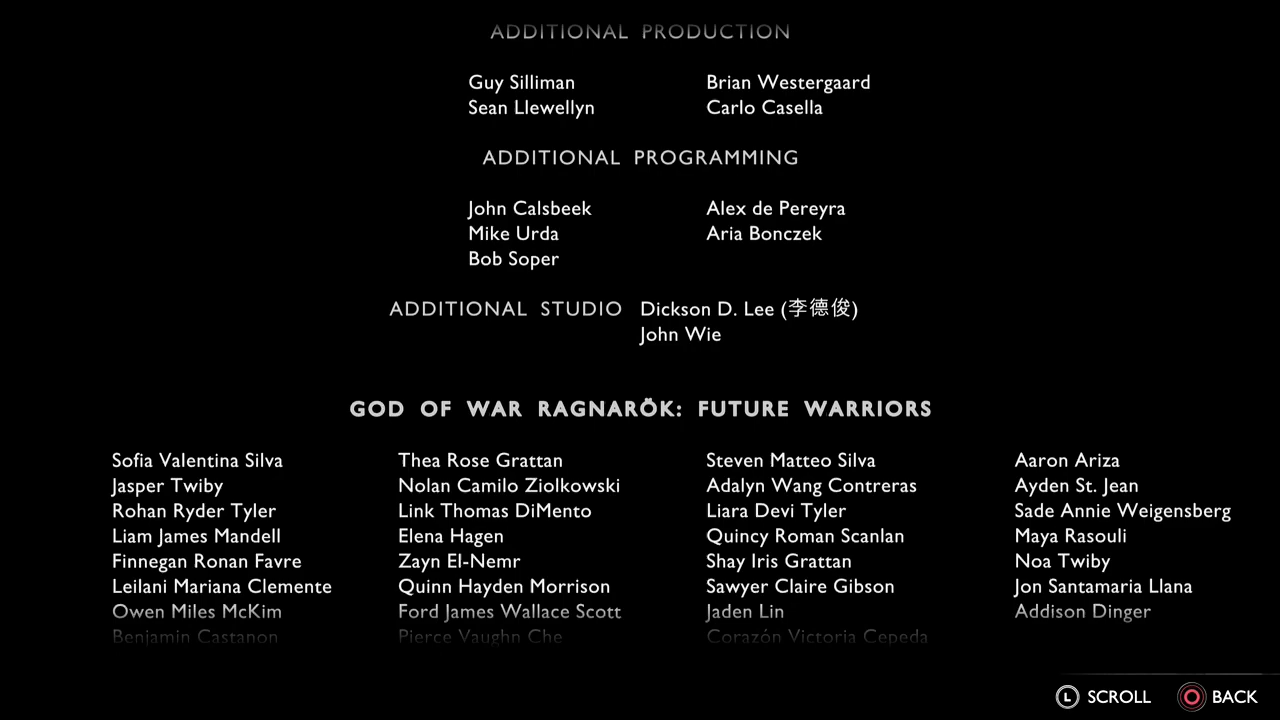 ADDITIONAL PRODUCTION
Guy Silliman Brian Westergaard
Sean Llewellyn Carlo Casella
ADDITIONAL PROGRAMMING
John Calsbeek Alex de Pereyra
Mike Urda Aria Bonczek
Bob Soper
ADDITIONAL STUDIO Dickson D. Lee (李德俊)
John Wie
GOD OF WAR RAGNARÖK: FUTURE WARRIORS
Sofia Valentina Silva Thea Rose Grattan Steven Matteo Silva Aaron Ariza
Jasper Twiby Nolan Camilo Ziolkowski Adalyn Wang Contreras Ayden St. Jean
Rohan Ryder Tyler Link Thomas DiMento Liara Devi Tyler Sade Annie Weigensberg
Liam James Mandell Elena Hagen Quincy Roman Scanlan Maya Rasouli
Finnegan Ronan Favre Zayn El-Nemr Shay Iris Grattan Noa Twiby
Leilani Mariana Clemente Quinn Hayden Morrison Sawyer Claire Gibson Jon Santamaria Llana
Owen Miles McKim Ford James Wallace Scott Jaden Lin Addison Dinger
Benjamin Castanon Pierce Vaughn Che Corazón Victoria Cepeda
L SCROLL BACK